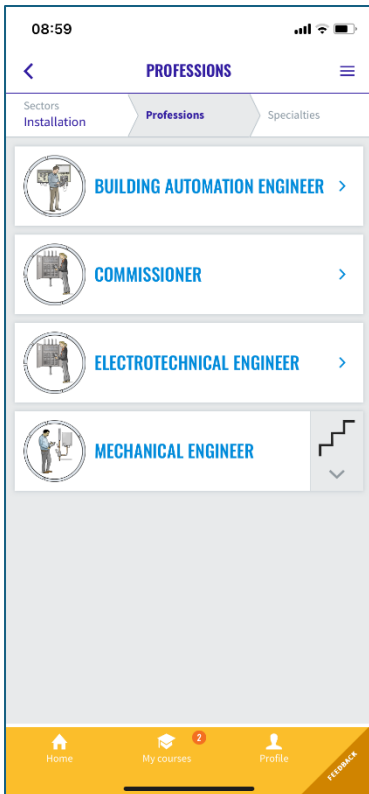 08:59
PROFESSIONS
Sectors
Installation
Professions
Specialties
BUILDING AUTOMATION ENGINEER
COMMISSIONER
ELECTROTECHNICAL ENGINEER
MECHANICAL ENGINEER
2
Home
My courses
Profile
FEEDBACK